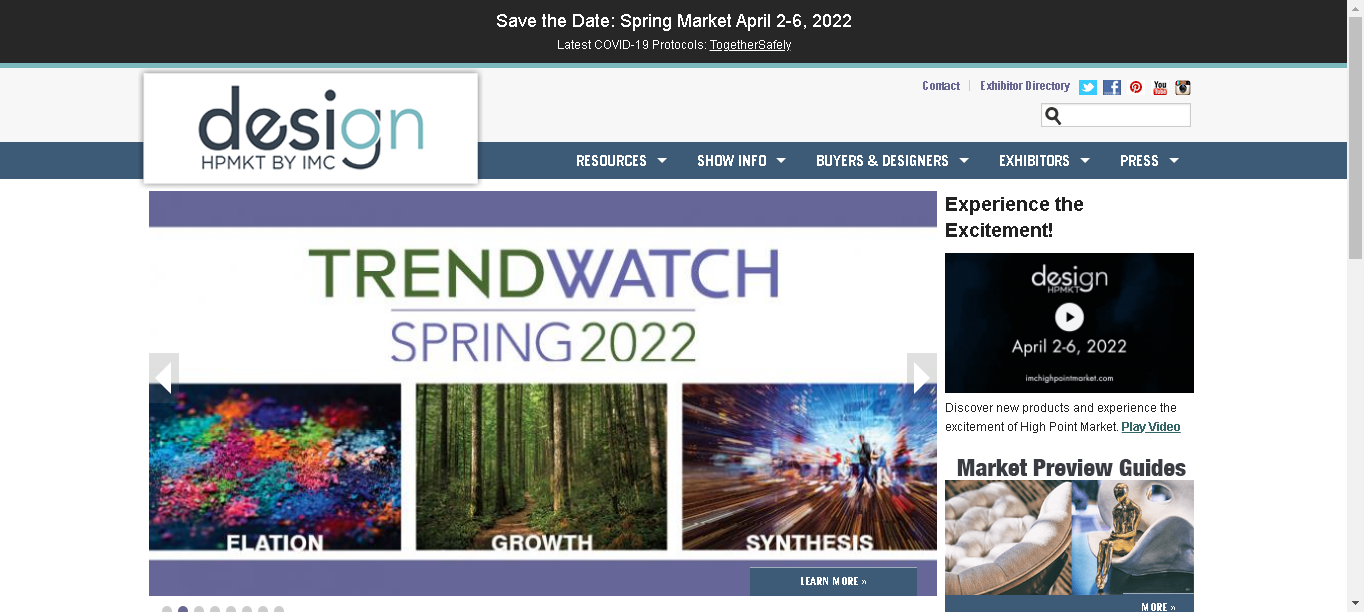 Save the Date: Spring Market April 2-6, 2022
Latest COVID-19 Protocols: TogetherSafely
Contact
Exhibitor Directory
You
design
HPMKT BY IMC
RESOURCES
SHOW INFO
BUYERS & DESIGNERS
EXHIBITORS
PRESS
TRENDWATCH
SPRING 2022
ELATION
GROWTH
SYNTHESIS
LEARN MORE »
Experience the
Excitement!
design
HPMKT
April 2-6, 2022
imchighpointmarket.com
Discover new products and experience the
excitement of High Point Market. Play Video
Market Preview Guides
MORE »